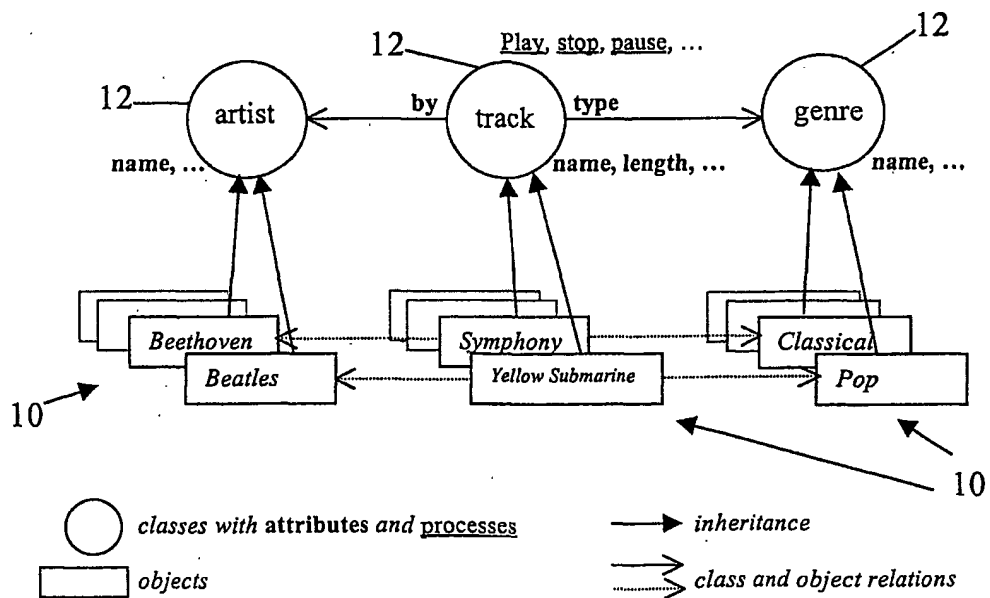 12
Play, stop, pause, ...
12
12
artist
by
track
type
genre
name, ...
name, length, ...
name, ...
Beethoven
Symphony
Classical
Beatles
Yellow Submarine
Pop
10
10
classes with attributes and processes
inheritance
objects
class and object relations